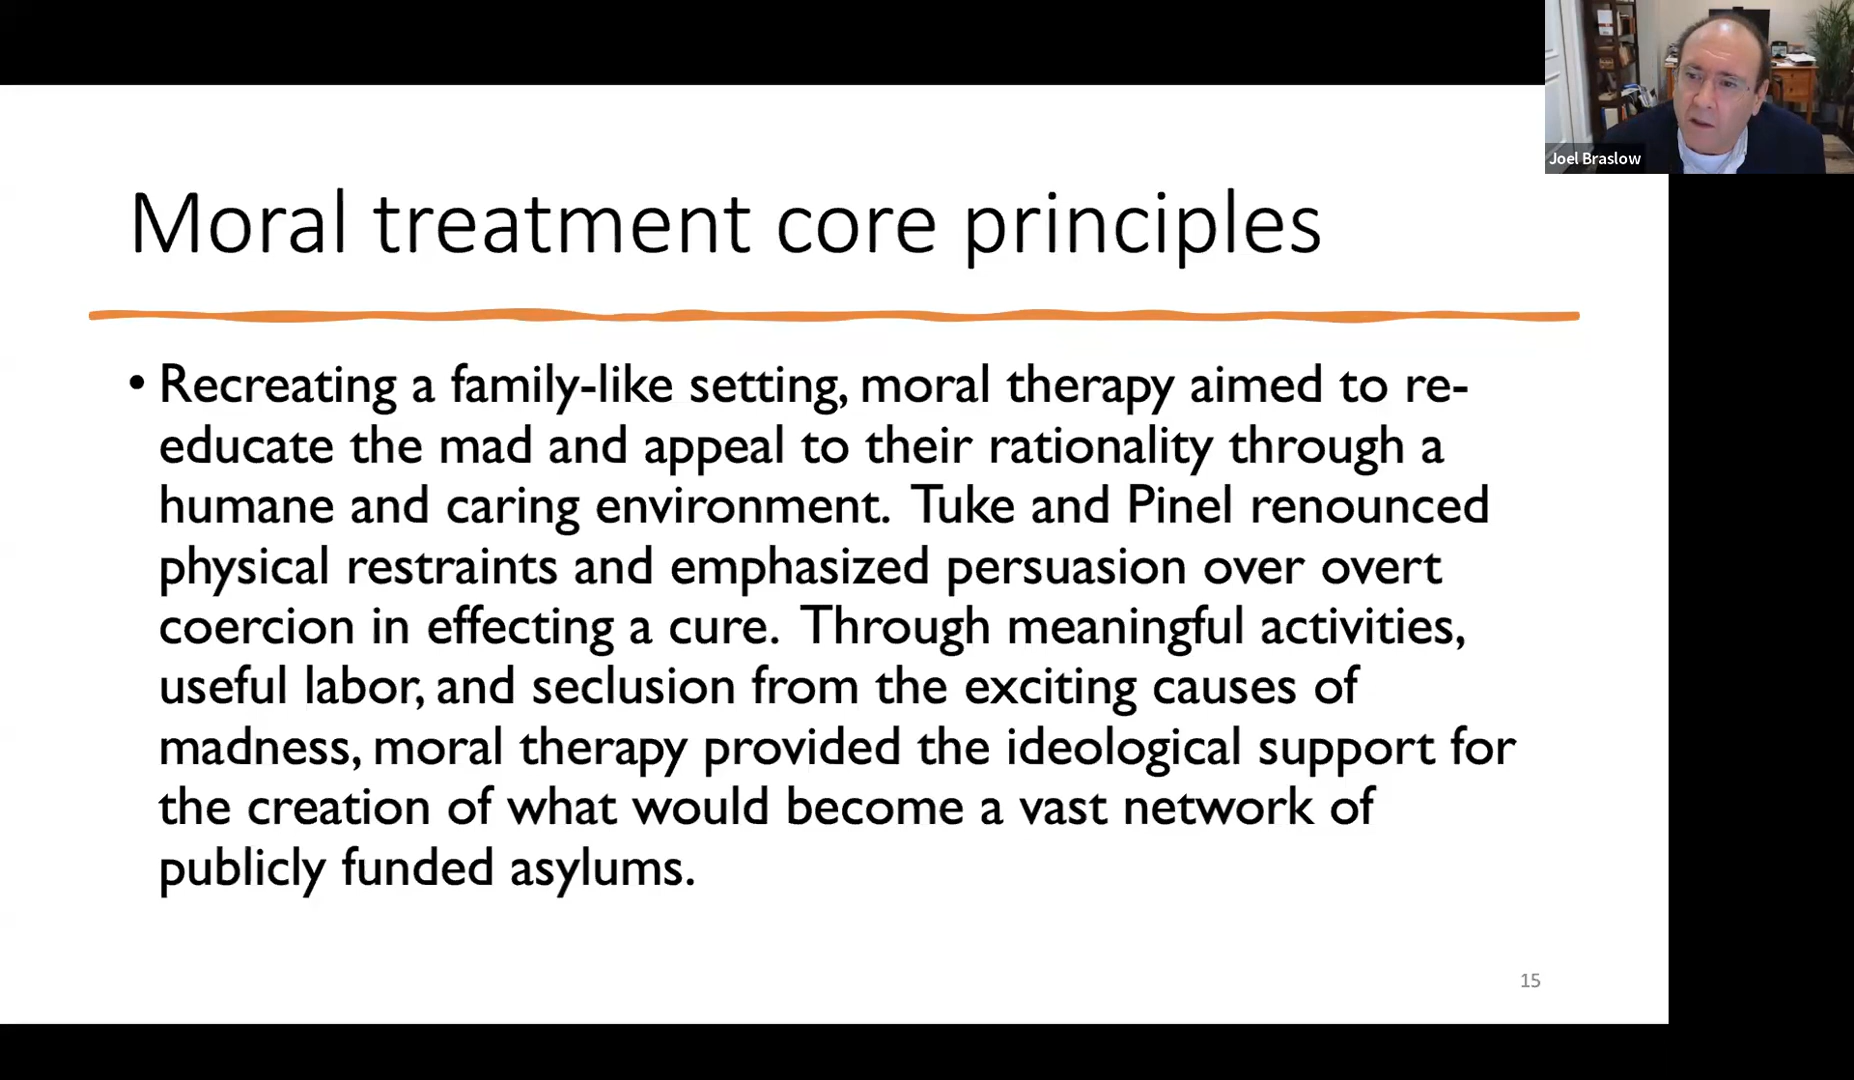 Joel Braslow
Moral treatment core principles
• Recreating a family-like setting, moral therapy aimed to re-
educate the mad and appeal to their rationality through a
humane and caring environment.  Tuke and Pinel renounced
physical restraints and emphasized persuasion over overt
coercion in effecting a cure.  Through meaningful activities,
useful labor, and seclusion from the exciting causes of
madness, moral therapy provided the ideological support for
the creation of what would become a vast network of
publicly funded asylums.
15